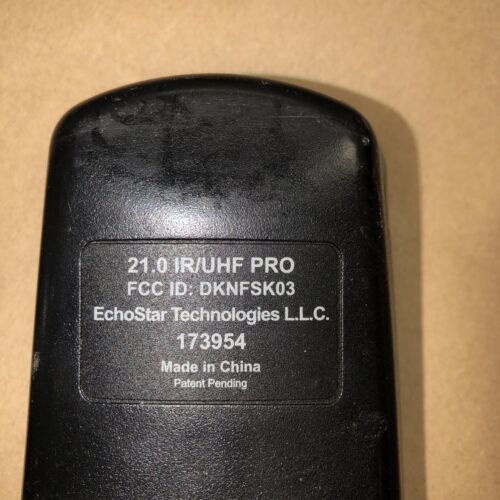 21.0 IR/UHF PRO
FCC ID: DKNFSK03
EchoStar Technologies L.L.C.
173954
Made in China
Patent Pending